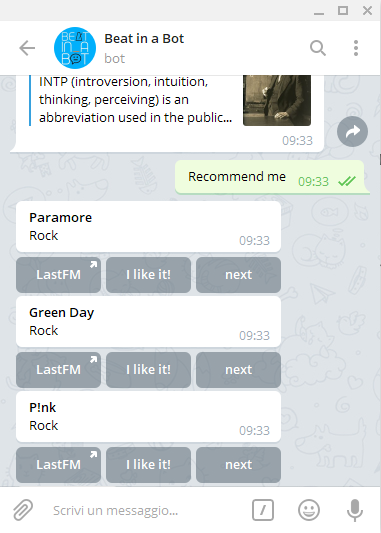 Beat in a Bot
bot
BEAT
IN A
BOT
INTP (introversion, intuition,
thinking, perceiving) is an
abbreviation used in the public...
09:33
Recommend me 09:33
Paramore
Rock
09:33
LastFM I like it! next
Green Day
Rock
09:33
LastFM I like it! next
P!nk
Rock
09:33
LastFM I like it! next
Scrivi un messaggio...